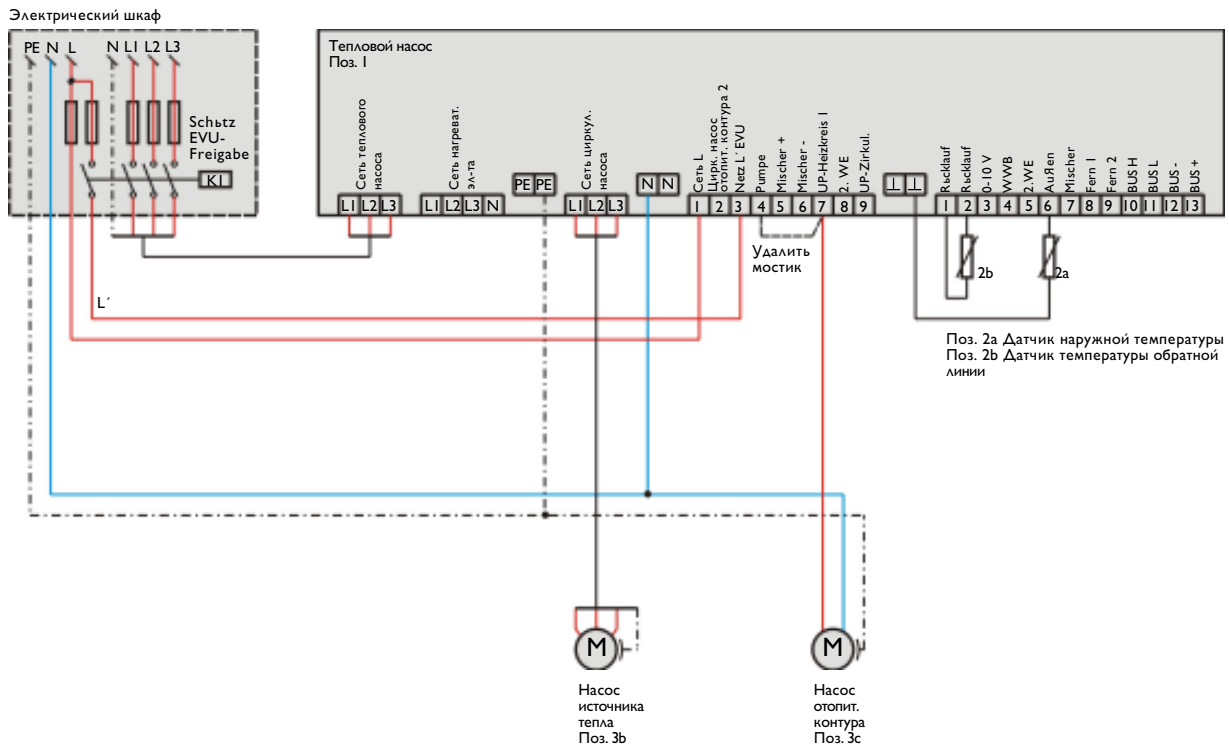 Электрический шкаф
PE N L N L1 L2 L3
Schьtz
EVU-
Freigabe
K1
L´
Тепловой насос
Поз. 1
Сеть теплового
насоса
L1 L2 L3
Сеть нагреват.
эл-та
L1 L2 L3 N
PE PE
Сеть циркул.
насоса
L1 L2 L3
N N
Сеть L
Цирк. насос
отопит. контура 2
Netz L´ EVU
Pumpe
Mischer +
Mischer -
UP-Heizkreis 1
2. WE
UP-Zirkul.
1 2 3 4 5 6 7 8 9
Удалить
мостик
⊥ ⊥
Rьcklauf
Rьcklauf
0-10 V
WWB
2.WE
AuЯen
Mischer
Fern 1
Fern 2
BUS H
BUS L
BUS -
BUS +
1 2 3 4 5 6 7 8 9 10 11 12 13
2b
2a
Поз. 2a Датчик наружной температуры
Поз. 2b Датчик температуры обратной
линии
M
M
Насос
источника
тепла
Поз. 3b
Насос
отопит.
контура
Поз. 3c